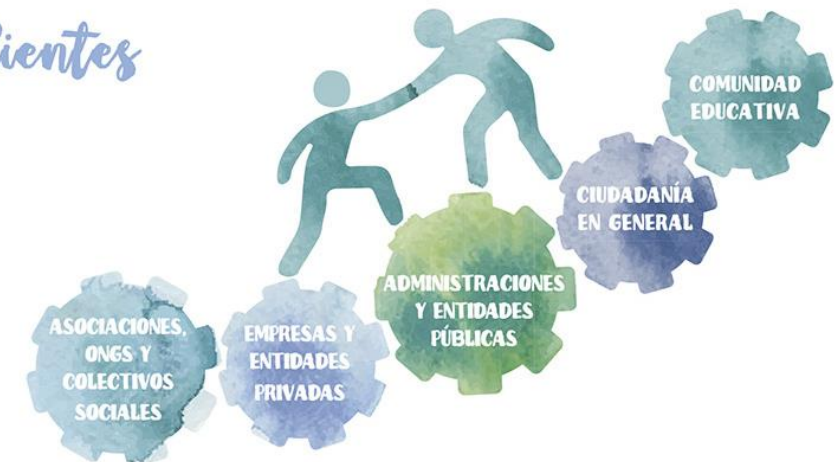 ientes
ASOCIACIONES,
ONGS Y
COLECTIVOS
SOCIALES
EMPRESAS Y
ENTIDADES
PRIVADAS
ADMINISTRACIONES
Y ENTIDADES
PÚBLICAS
CIUDADANÍA
EN GENERAL
COMUNIDAD
EDUCATIVA